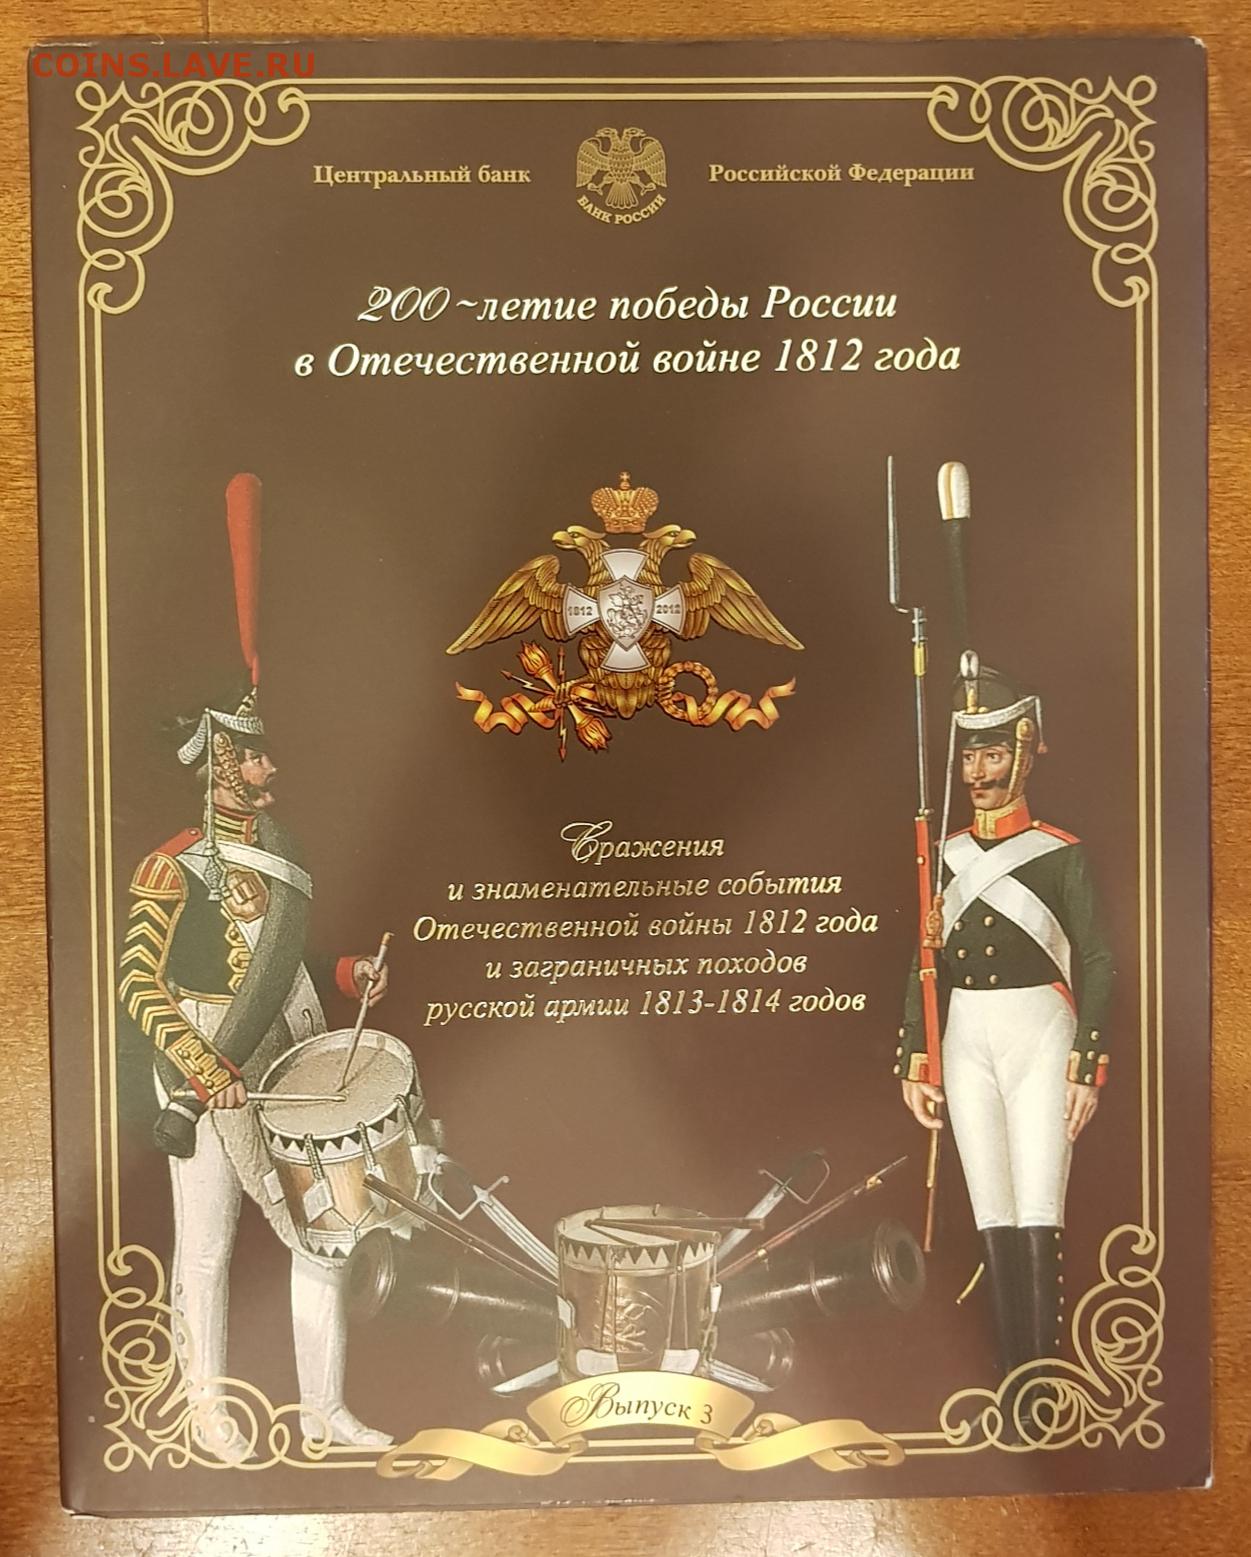 COINS.LAVE.RU
Центральный банк
Российской Федерации
БАНК РОССИИ
200~летие победы России
в Отечественной войне 1812 года
1812 2012
Сражения
и знаменательные события
Отечественной войны 1812 года
и заграничных походов
русской армии 1813-1814 годов
Выпуск 3